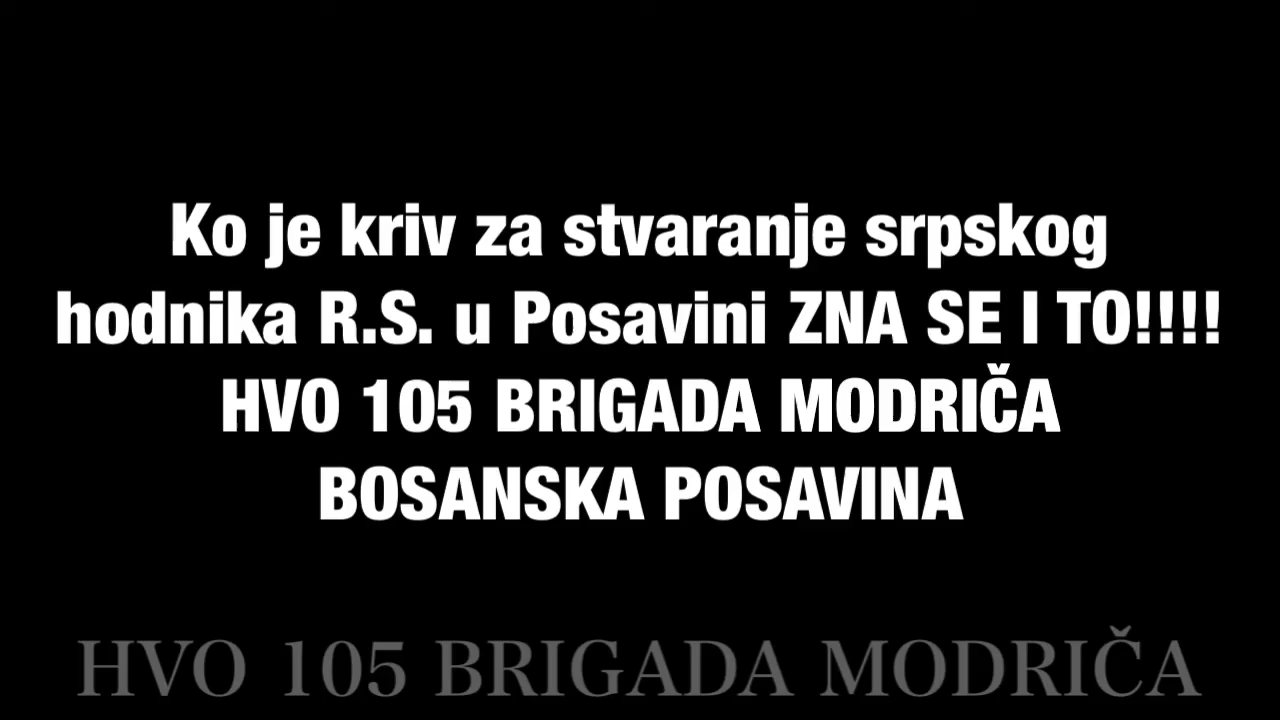 Ko je kriv za stvaranje srpskog
hodnika R.S. u Posavini ZNA SE I TO!!!!
HVO 105 BRIGADA MODRIČA
BOSANSKA POSAVINA
HVO 105 BRIGADA MODRIČA